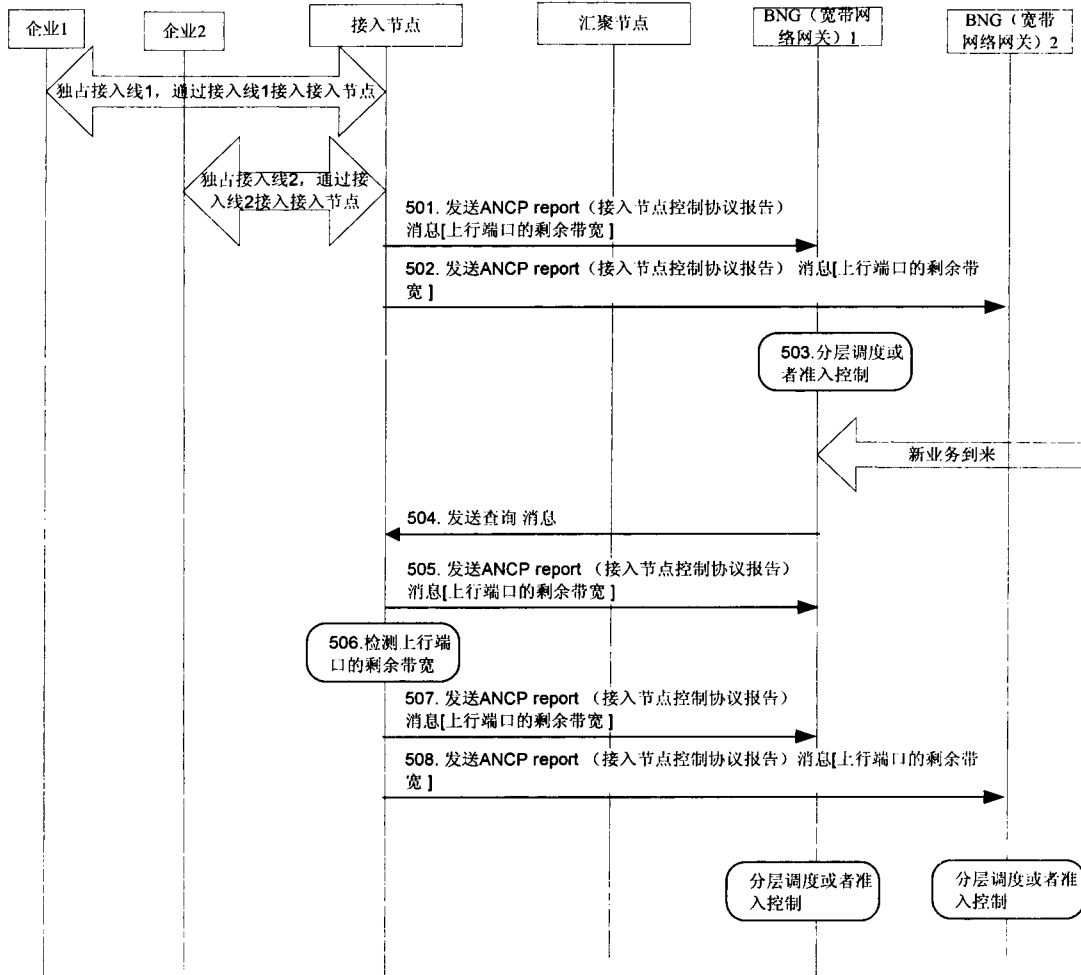 企业1
企业2
接入节点
汇聚节点
BNG（宽带网
络网关）1
BNG（宽带
网络网关）2
独占接入线1，通过接入线1接入接入节点
独占接入线2，通过接
入线2接入接入节点
501. 发送ANCP report（接入节点控制协议报告）
消息[上行端口的剩余带宽 ]
502. 发送ANCP report（接入节点控制协议报告） 消息[上行端口的剩余带
宽 ]
503.分层调度或
者准入控制
新业务到来
504. 发送查询 消息
505. 发送ANCP report （接入节点控制协议报告）
消息[上行端口的剩余带宽 ]
506.检测上行端
口的剩余带宽
507. 发送ANCP report （接入节点控制协议报告）
消息[上行端口的剩余带宽 ]
508. 发送ANCP report （接入节点控制协议报告）消息[上行端口的剩余带
宽 ]
分层调度或者准
入控制
分层调度或者准
入控制